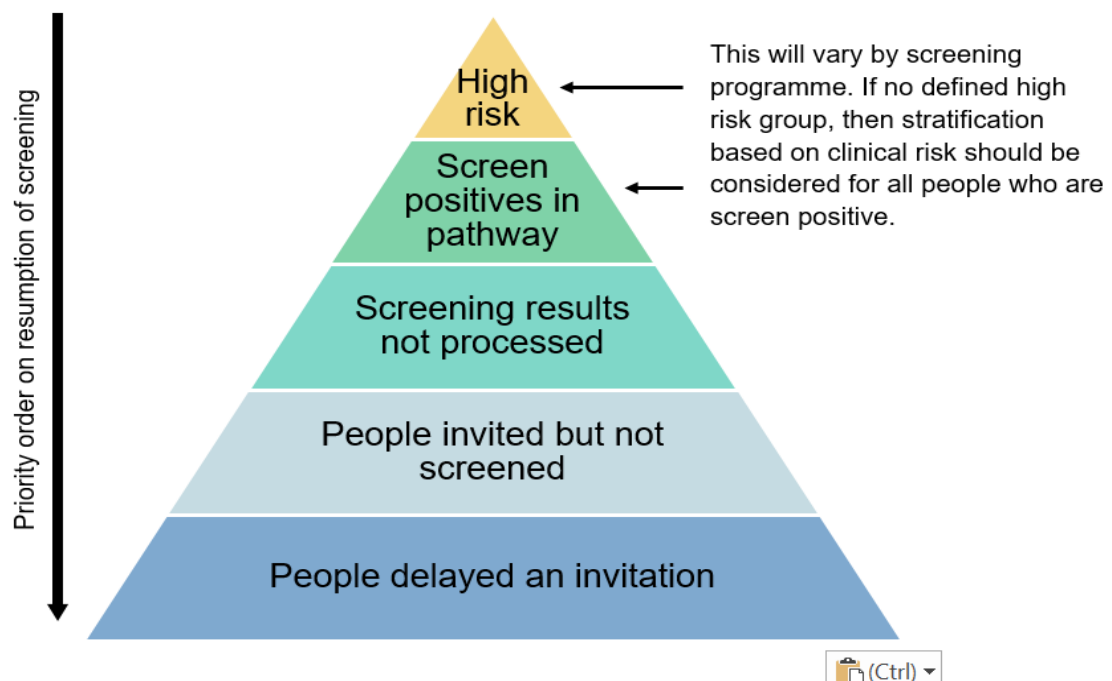 Priority order on resumption of screening
High
risk
Screen
positives in
pathway
Screening results
not processed
People invited but not
screened
People delayed an invitation
This will vary by screening
programme. If no defined high
risk group, then stratification
based on clinical risk should be
considered for all people who are
screen positive.
(Ctrl)